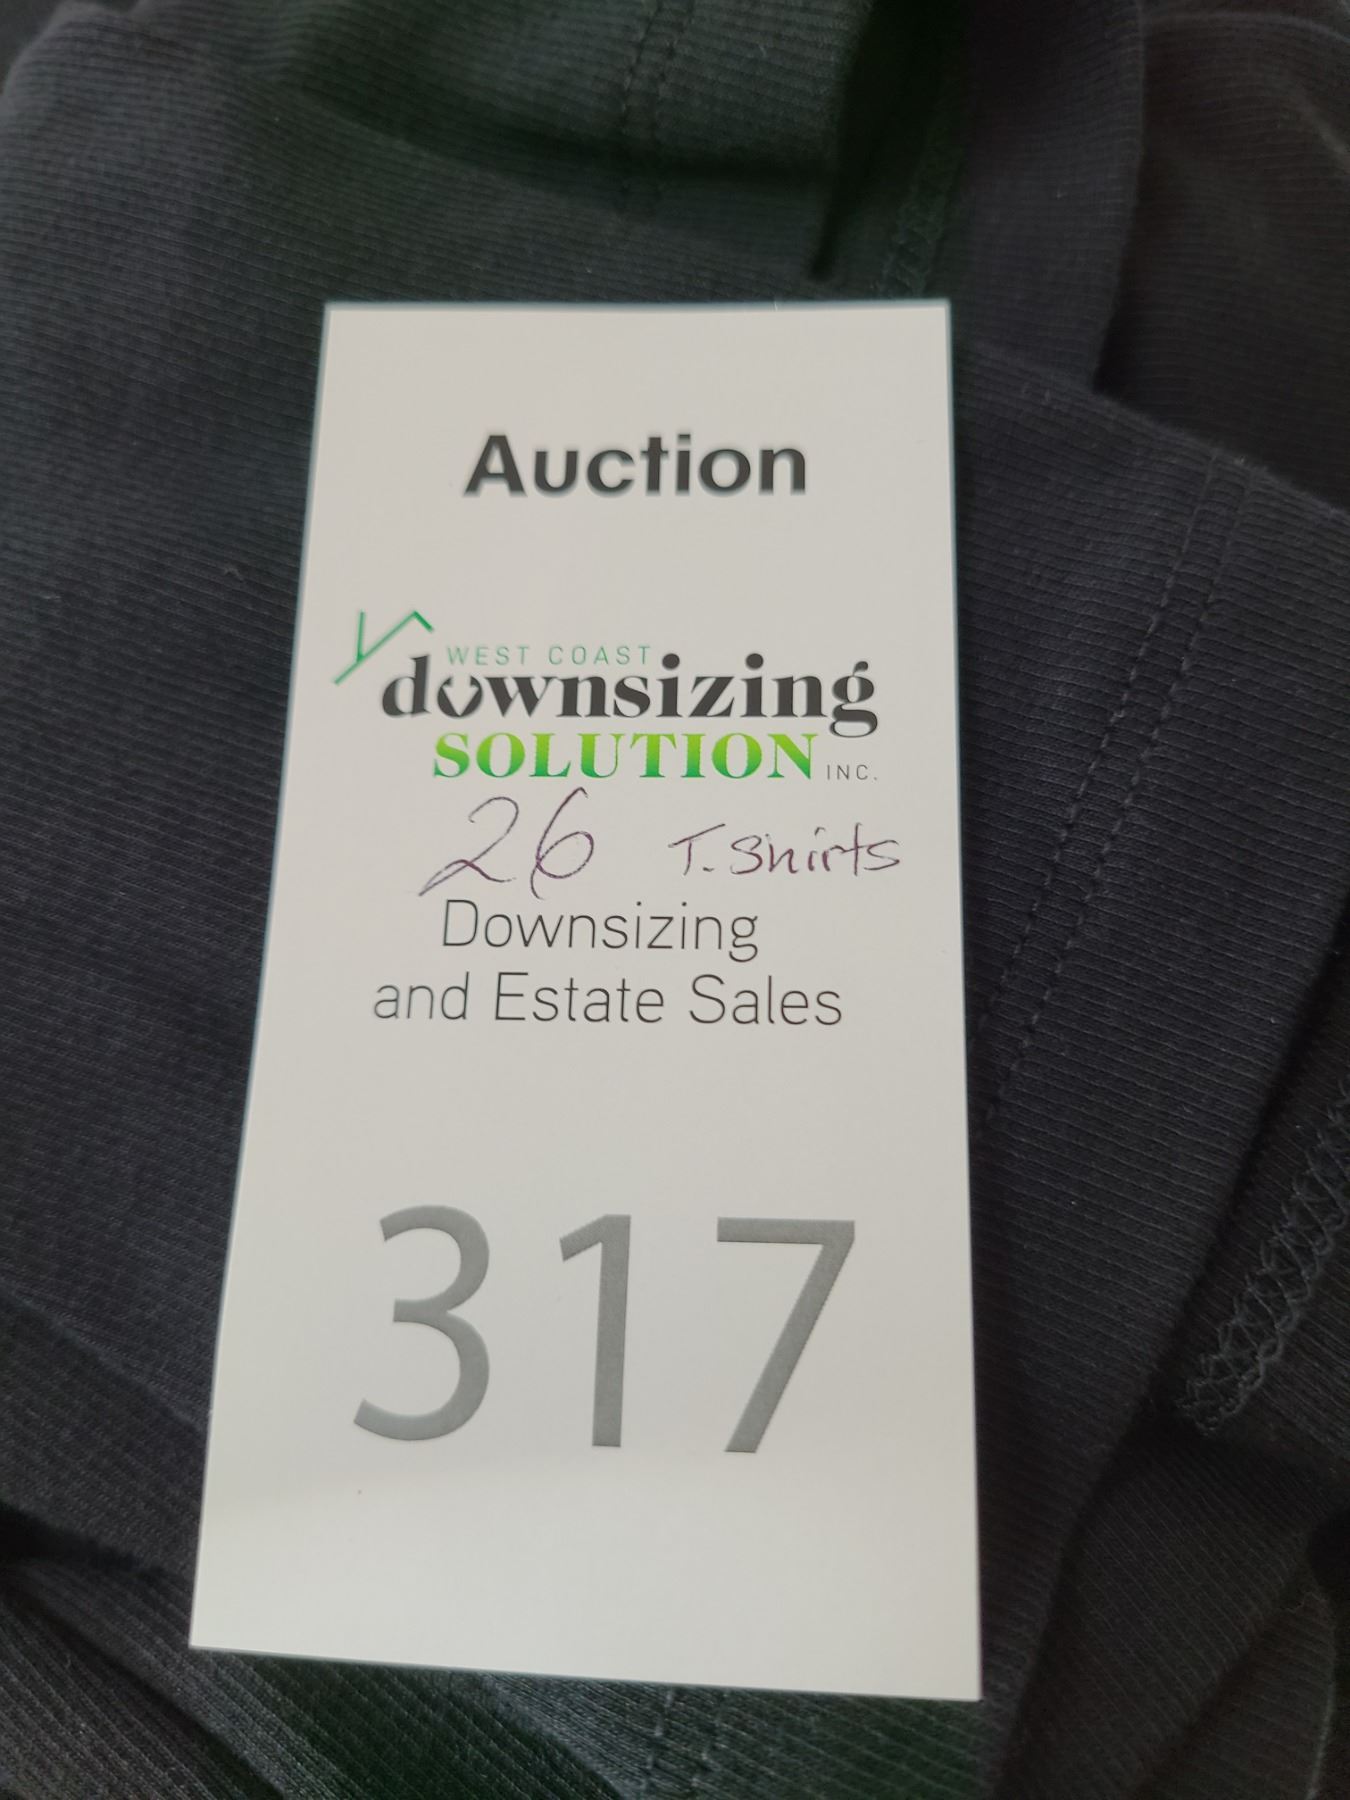 Auction
WEST COAST
downsizing
SOLUTION INC.
26 T. Shirts
Downsizing
and Estate Sales
317